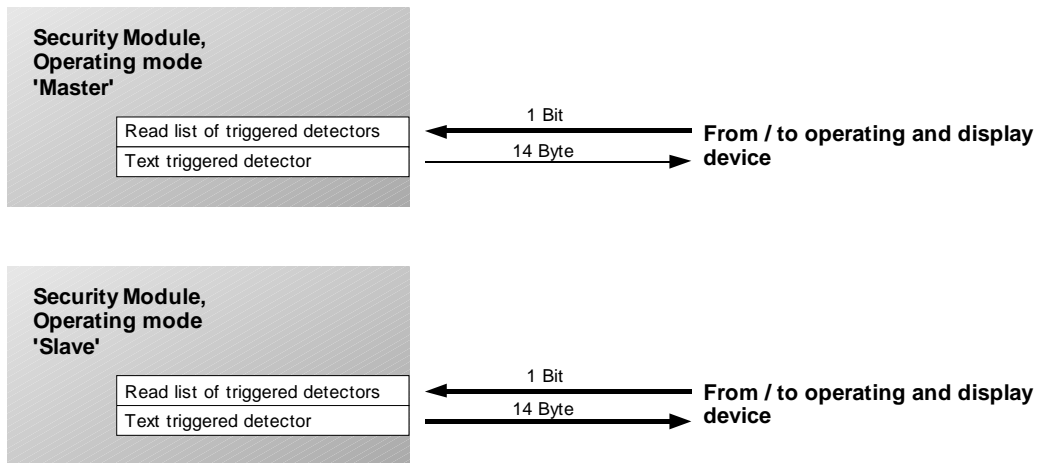 Security Module,
Operating mode
'Master'
Read list of triggered detectors
Text triggered detector
1 Bit
14 Byte
From / to operating and display
device
Security Module,
Operating mode
'Slave'
Read list of triggered detectors
Text triggered detector
1 Bit
14 Byte
From / to operating and display
device